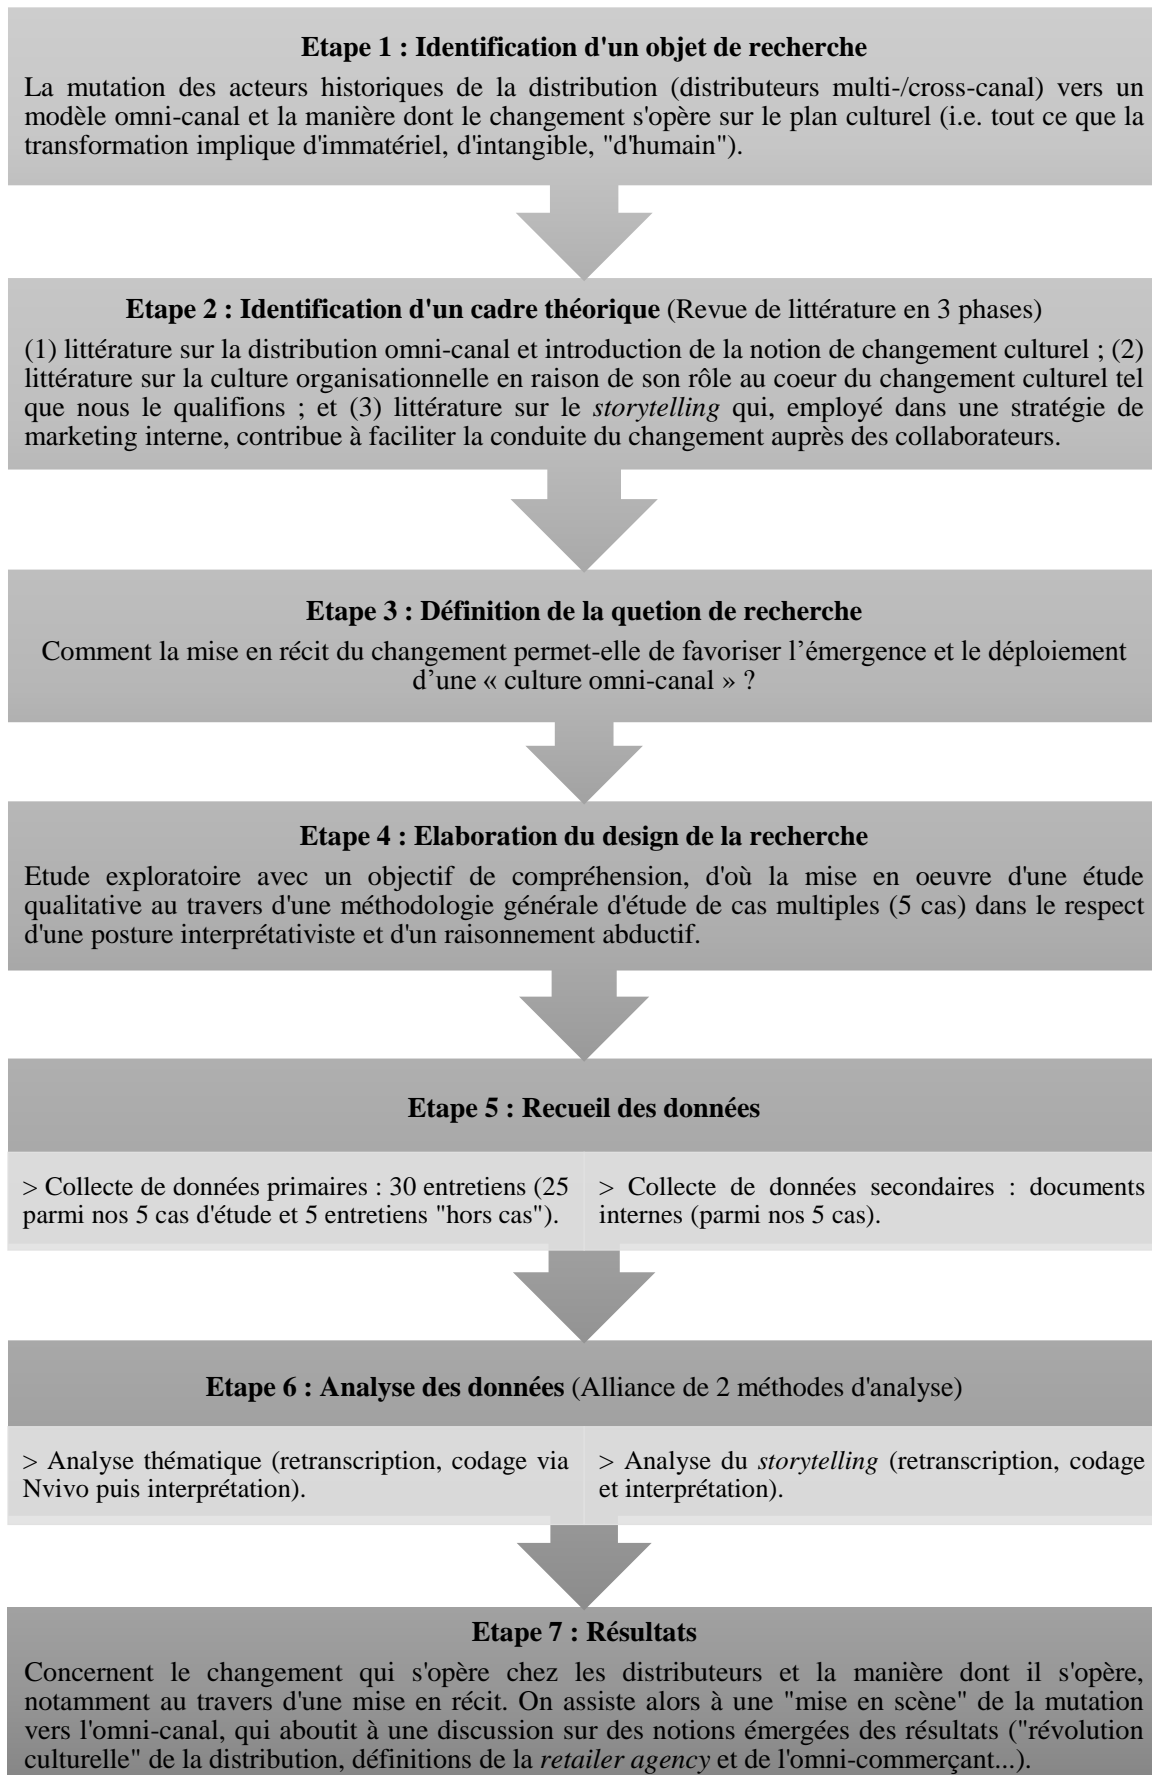 Etape 1 : Identification d'un objet de recherche
La mutation des acteurs historiques de la distribution (distributeurs multi-/cross-canal) vers un
modèle omni-canal et la manière dont le changement s'opère sur le plan culturel (i.e. tout ce que la
transformation implique d'immatériel, d'intangible, "d'humain").
Etape 2 : Identification d'un cadre théorique (Revue de littérature en 3 phases)
(1) littérature sur la distribution omni-canal et introduction de la notion de changement culturel ; (2)
littérature sur la culture organisationnelle en raison de son rôle au coeur du changement culturel tel
que nous le qualifions ; et (3) littérature sur le storytelling qui, employé dans une stratégie de
marketing interne, contribue à faciliter la conduite du changement auprès des collaborateurs.
Etape 3 : Définition de la quetion de recherche
Comment la mise en récit du changement permet-elle de favoriser l’émergence et le déploiement
d’une « culture omni-canal » ?
Etape 4 : Elaboration du design de la recherche
Etude exploratoire avec un objectif de compréhension, d'où la mise en oeuvre d'une étude
qualitative au travers d'une méthodologie générale d'étude de cas multiples (5 cas) dans le respect
d'une posture interprétativiste et d'un raisonnement abductif.
Etape 5 : Recueil des données
> Collecte de données primaires : 30 entretiens (25
parmi nos 5 cas d'étude et 5 entretiens "hors cas").
> Collecte de données secondaires : documents
internes (parmi nos 5 cas).
Etape 6 : Analyse des données (Alliance de 2 méthodes d'analyse)
> Analyse thématique (retranscription, codage via
Nvivo puis interprétation).
> Analyse du storytelling (retranscription, codage
et interprétation).
Etape 7 : Résultats
Concernent le changement qui s'opère chez les distributeurs et la manière dont il s'opère,
notamment au travers d'une mise en récit. On assiste alors à une "mise en scène" de la mutation
vers l'omni-canal, qui aboutit à une discussion sur des notions émergées des résultats ("révolution
culturelle" de la distribution, définitions de la retailer agency et de l'omni-commerçant...).